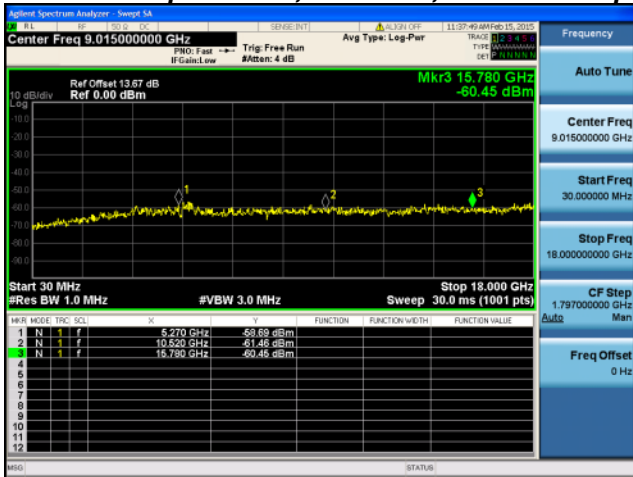 Agilent Spectrum Analyzer - Swept SA
RL RF 50 Ω DC SENSE:INT ALIGN OFF 11:37:49 AM Feb 15, 2015
Center Freq 9.015000000 GHz
PNO: Fast Trig: Free Run
IFGain:Low #Atten: 4 dB
Avg Type: Log-Pwr
TRACE 1 2 3 4 5 6
TYPE
DET P N N N N N
Ref Offset 13.67 dB
10 dB/div Ref 0.00 dBm
Log
Mkr3 15.780 GHz
-60.45 dBm
-10.0
-20.0
-30.0
-40.0
-50.0
-60.0
-70.0
-80.0
-90.0
1
2
3
Start 30 MHz Stop 18.000 GHz
#Res BW 1.0 MHz #VBW 3.0 MHz Sweep 30.0 ms (1001 pts)
MKR MODE TRC SCL X Y FUNCTION FUNCTION WIDTH FUNCTION VALUE
1 N 1 f 5.270 GHz -58.69 dBm
2 N 1 f 10.520 GHz -61.46 dBm
3 N 1 f 15.780 GHz -60.45 dBm
4
5
6
7
8
9
10
11
12
MSG STATUS
Frequency
Auto Tune
Center Freq
9.015000000 GHz
Start Freq
30.000000 MHz
Stop Freq
18.000000000 GHz
CF Step
1.797000000 GHz
Auto Man
Freq Offset
0 Hz